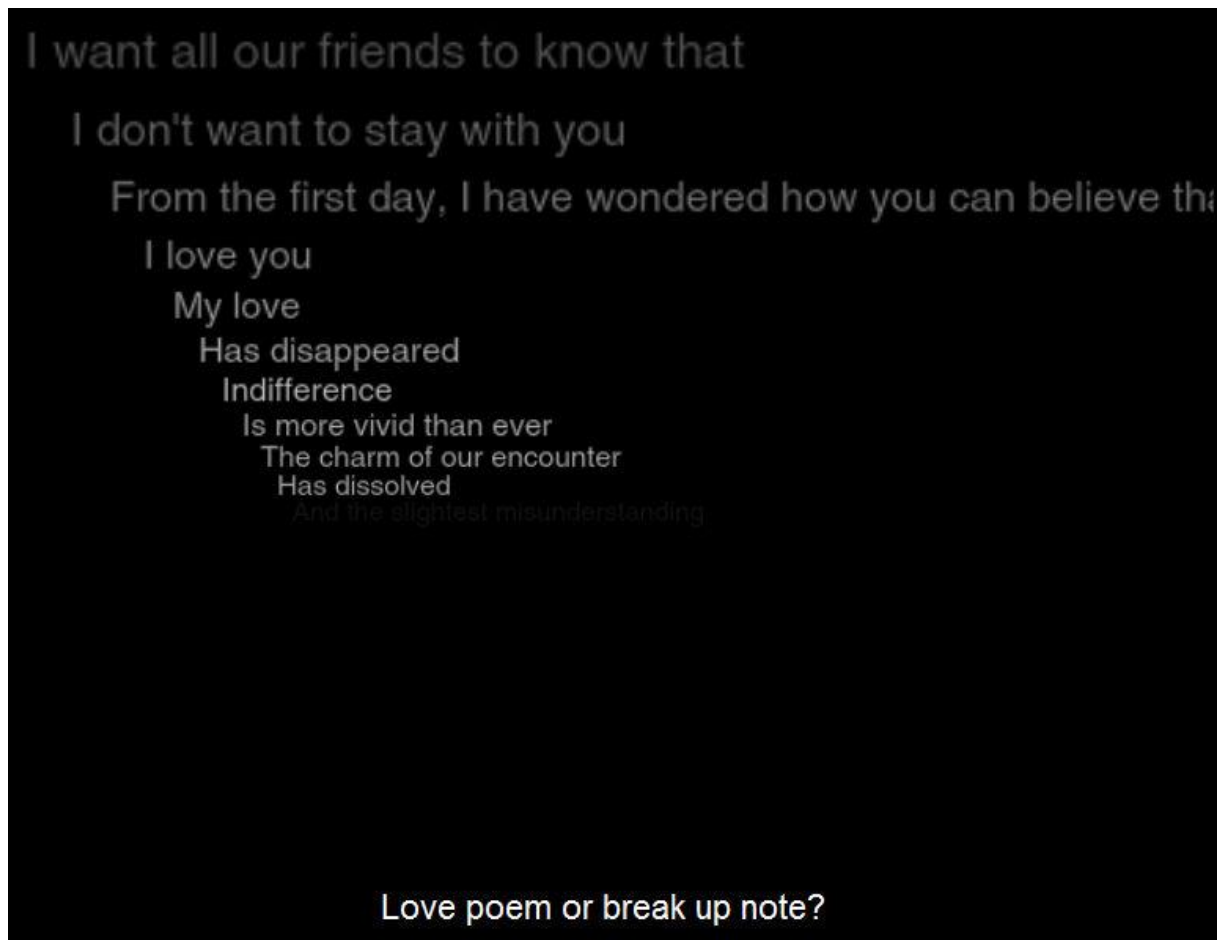 I want all our friends to know that
I don't want to stay with you
From the first day, I have wondered how you can believe
I love you
My love
Has disappeared
Indifference
Is more vivid than ever
The charm of our encounter
Has dissolved
And the slightest misunderstanding
Love poem or break up note?